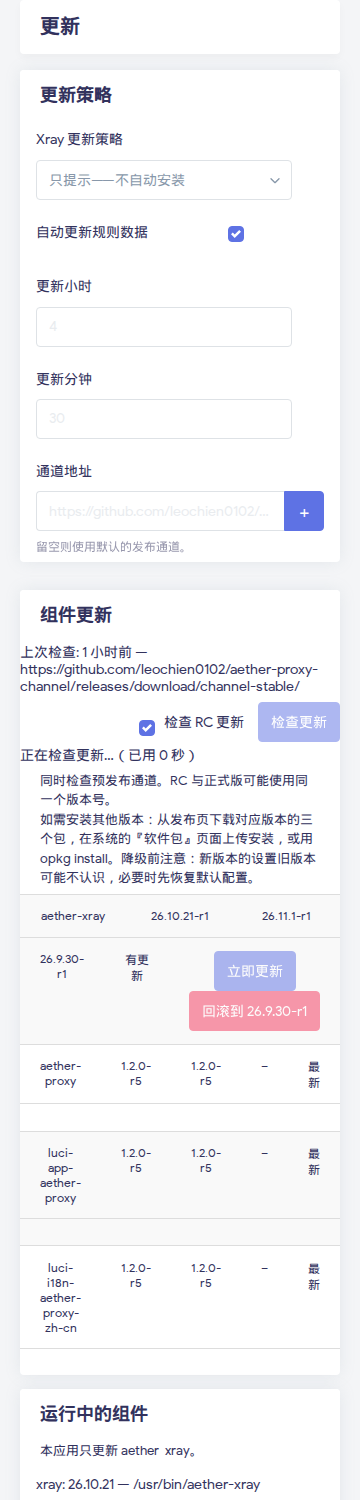 更新
更新策略
Xray 更新策略
只提示——不自动安装
自动更新规则数据
更新小时
4
更新分钟
30
通道地址
https://github.com/leochien0102/...
+
留空则使用默认的发布通道。
组件更新
上次检查: 1 小时前 —
https://github.com/leochien0102/aether-proxy-
channel/releases/download/channel-stable/
检查 RC 更新 检查更新
正在检查更新...（已用 0 秒）
同时检查预发布通道。RC 与正式版可能使用同
一个版本号。
如需安装其他版本：从发布页下载对应版本的三
个包，在系统的『软件包』页面上传安装，或用
opkg install。降级前注意：新版本的设置旧版本
可能不认识，必要时先恢复默认配置。
aether-xray 26.10.21-r1 26.11.1-r1
26.9.30- 有更 立即更新
r1 新
回滚到 26.9.30-r1
aether- 1.2.0- 1.2.0- – 最
proxy r5 r5 新
luci- 1.2.0- 1.2.0- – 最
app- r5 r5 新
aether-
proxy
luci- 1.2.0- 1.2.0- – 最
i18n- r5 r5 新
aether-
proxy-
zh-cn
运行中的组件
本应用只更新 aether xray。
xray: 26.10.21 — /usr/bin/aether-xray